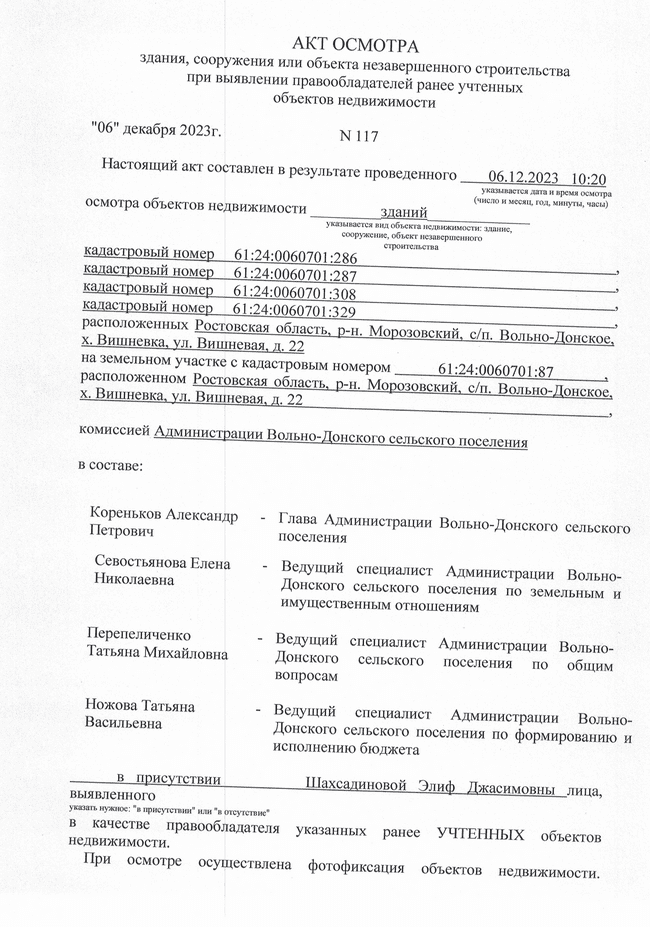 АКТ ОСМОТРА
здания, сооружения или объекта незавершенного строительства
при выявлении правообладателей ранее учтенных
объектов недвижимости
"06" декабря 2023г. N 117
Настоящий акт составлен в результате проведенного 06.12.2023 10:20
указывается дата и время осмотра
(число и месяц, год, минуты, часы)
осмотра объектов недвижимости зданий
указывается вид объекта недвижимости: здание,
сооружение, объект незавершенного
строительства
кадастровый номер 61:24:0060701:286,
кадастровый номер 61:24:0060701:287,
кадастровый номер 61:24:0060701:308,
кадастровый номер 61:24:0060701:329,
расположенных Ростовская область, р-н. Морозовский, с/п. Вольно-Донское,
х. Вишневка, ул. Вишневая, д. 22
на земельном участке с кадастровым номером 61:24:0060701:87,
расположенном Ростовская область, р-н. Морозовский, с/п. Вольно-Донское,
х. Вишневка, ул. Вишневая, д. 22,
комиссией Администрации Вольно-Донского сельского поселения
в составе:
Кореньков Александр - Глава Администрации Вольно-Донского сельского
Петрович поселения
Севостьянова Елена - Ведущий специалист Администрации Вольно-
Николаевна Донского сельского поселения по земельным и
имущественным отношениям
Перепеличенко - Ведущий специалист Администрации Вольно-
Татьяна Михайловна Донского сельского поселения по общим
вопросам
Ножова Татьяна - Ведущий специалист Администрации Вольно-
Васильевна Донского сельского поселения по формированию и
исполнению бюджета
в присутствии Шахсадиновой Элиф Джасимовны лица,
выявленного
указать нужное: "в присутствии" или "в отсутствие"
в качестве правообладателя указанных ранее УЧТЕННЫХ объектов
недвижимости.
При осмотре осуществлена фотофиксация объектов недвижимости.